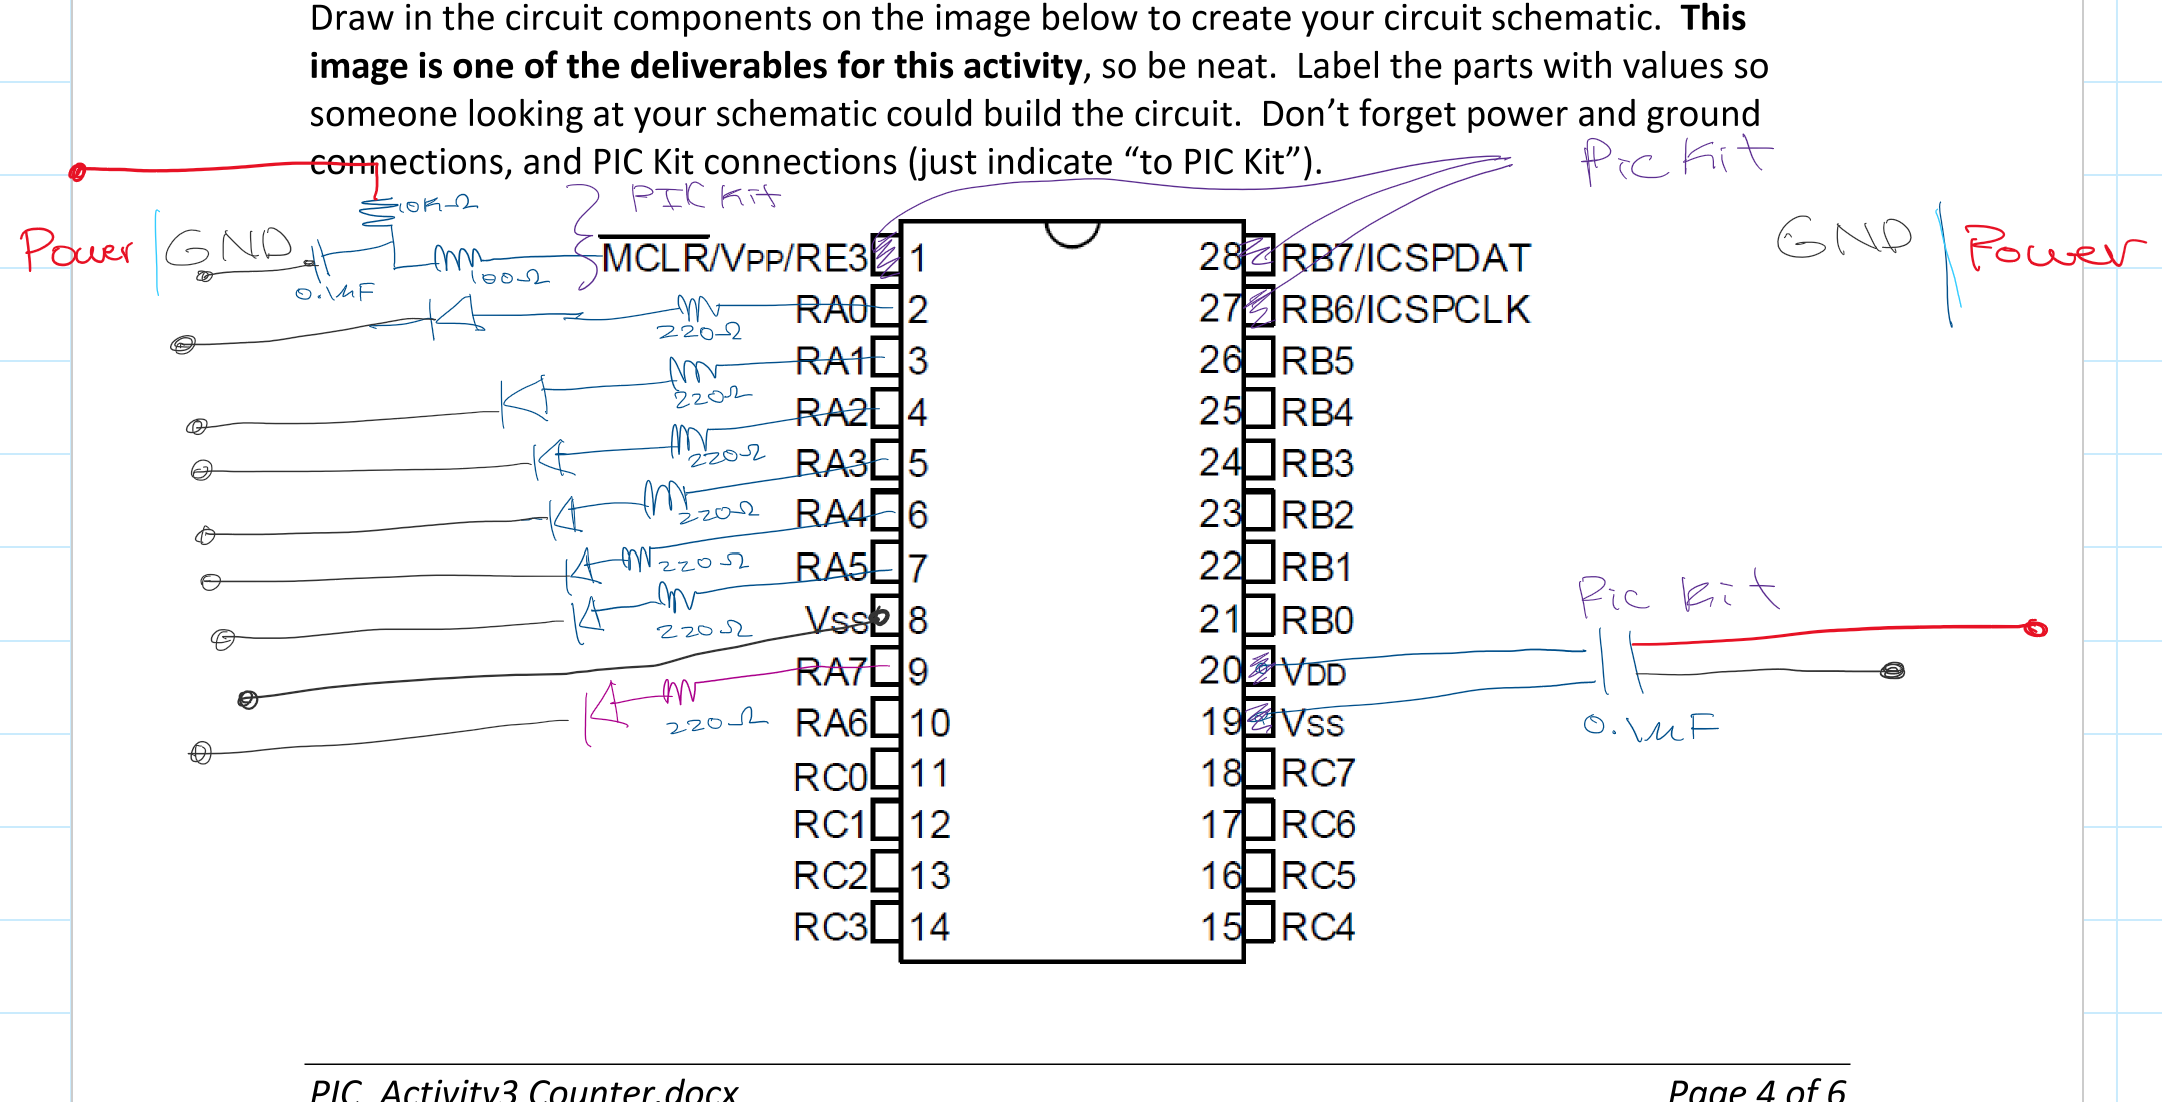 Draw in the circuit components on the image below to create your circuit schematic. This
image is one of the deliverables for this activity, so be neat. Label the parts with values so
someone looking at your schematic could build the circuit. Don’t forget power and ground
connections, and PIC Kit connections (just indicate “to PIC Kit”).
Pic Kit
10KΩ
PIC Kit
Power | GND
GND | Power
MCLR/VPP/RE3 1
28 RB7/ICSPDAT
100Ω
0.1MF
RA0 2
27 RB6/ICSPCLK
220Ω
RA1 3
26 RB5
220Ω
RA2 4
25 RB4
220Ω
RA3 5
24 RB3
220Ω
RA4 6
23 RB2
220Ω
RA5 7
22 RB1
Pic Kit
220Ω
Vss 8
21 RB0
RA7 9
20 VDD
220Ω
RA6 10
19 Vss
0.1MF
RC0 11
18 RC7
RC1 12
17 RC6
RC2 13
16 RC5
RC3 14
15 RC4
PIC Activity3 Counter.docx
Page 4 of 6